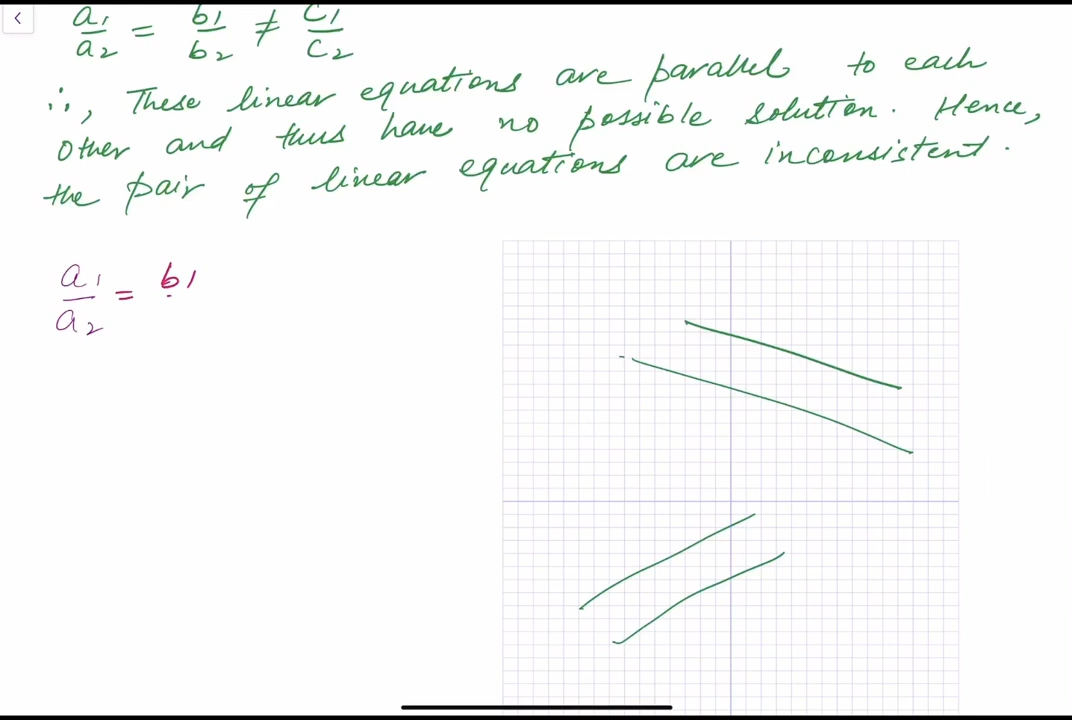 a1/a2 = b1/b2 ≠ c1/c2
∴, These linear equations are parallel to each
other and thus have no possible solution. Hence,
the pair of linear equations are inconsistent.
a1/a2 = b1